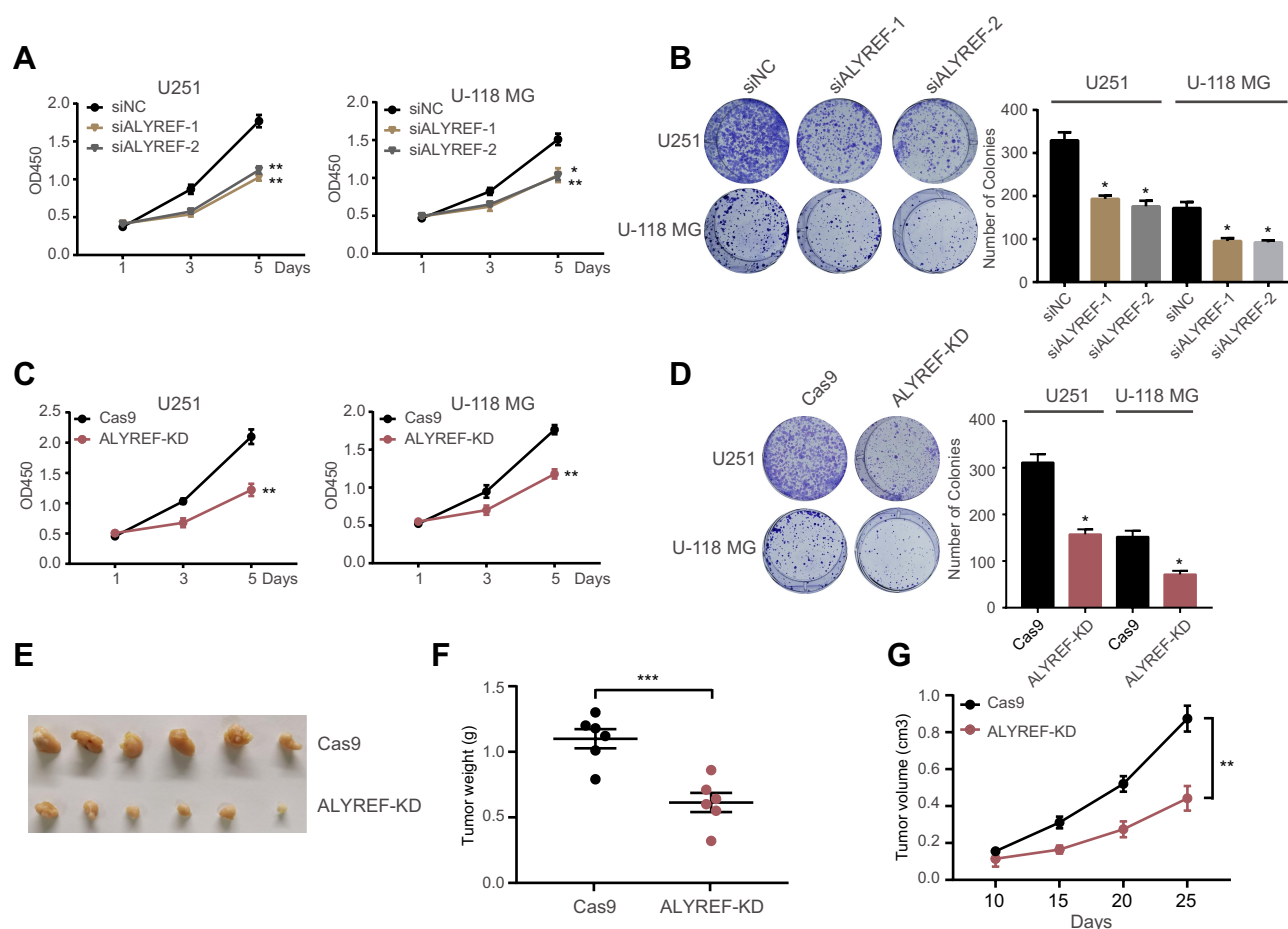 A
U251
siNC
siALYREF-1
siALYREF-2
OD450
2.0
1.5
1.0
0.5
0.0
**
**
1 3 5 Days
U-118 MG
siNC
siALYREF-1
siALYREF-2
OD450
2.0
1.5
1.0
0.5
0.0
*
**
1 3 5 Days
B
siNC siALYREF-1 siALYREF-2
U251
U-118 MG
U251 U-118 MG
Number of Colonies
400
300
200
100
0
* * * *
siNC siALYREF-1 siALYREF-2 siNC siALYREF-1 siALYREF-2
C
U251
Cas9
ALYREF-KD
OD450
2.5
2.0
1.5
1.0
0.5
0.0
**
1 3 5 Days
U-118 MG
Cas9
ALYREF-KD
OD450
2.0
1.5
1.0
0.5
0.0
**
1 3 5 Days
D
Cas9 ALYREF-KD
U251
U-118 MG
U251 U-118 MG
Number of Colonies
400
300
200
100
0
* *
Cas9 ALYREF-KD Cas9 ALYREF-KD
E
Cas9
ALYREF-KD
F
Tumor weight (g)
1.5
1.0
0.5
0.0
***
Cas9 ALYREF-KD
G
Cas9
ALYREF-KD
Tumor volume (cm3)
1.0
0.8
0.6
0.4
0.2
0.0
**
10 15 20 25
Days